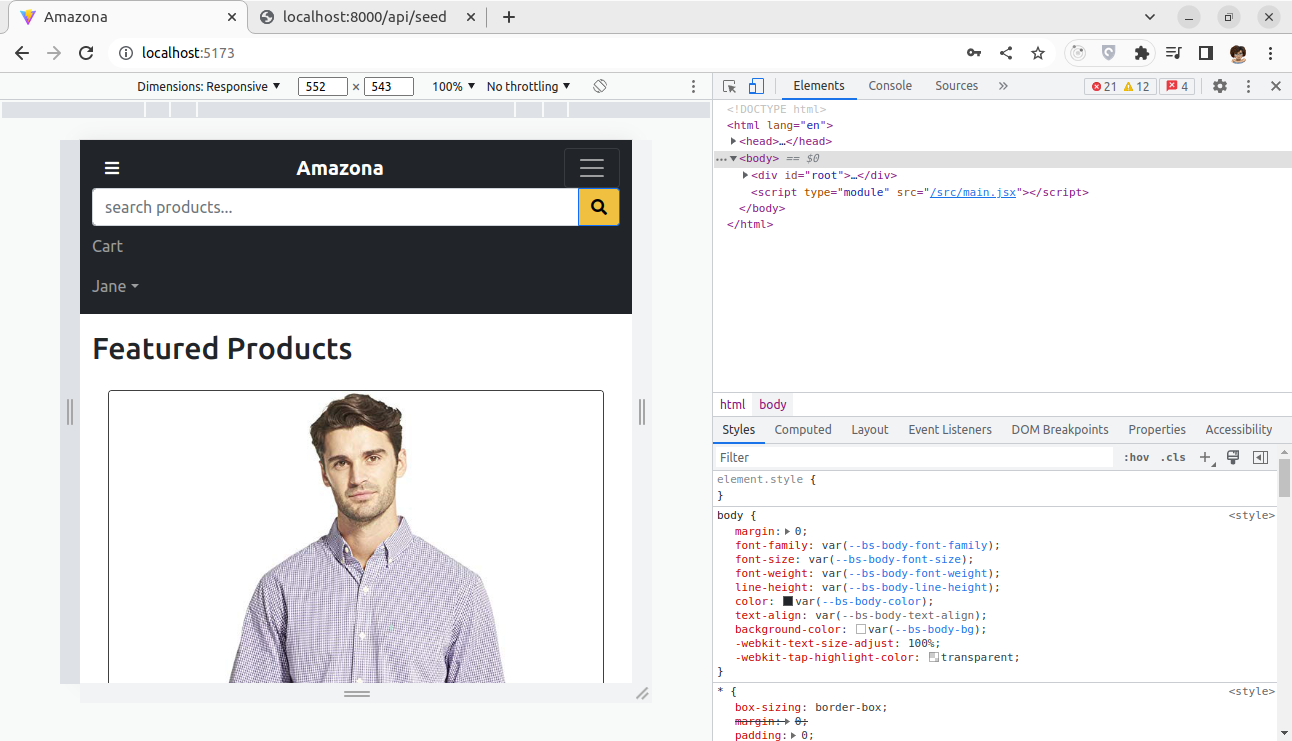 Amazona
localhost:8000/api/seed
localhost:5173
Dimensions: Responsive 552 × 543 100% No throttling
Elements Console Sources » 21 12 4
Amazona
search products...
Cart
Jane
Featured Products
<!DOCTYPE html>
<html lang="en">
<head>…</head>
<body> == $0
<div id="root">…</div>
<script type="module" src="/src/main.jsx"></script>
</body>
</html>
html body
Styles Computed Layout Event Listeners DOM Breakpoints Properties Accessibility
Filter :hov .cls +
element.style {
}
body { <style>
margin: 0;
font-family: var(--bs-body-font-family);
font-size: var(--bs-body-font-size);
font-weight: var(--bs-body-font-weight);
line-height: var(--bs-body-line-height);
color: var(--bs-body-color);
text-align: var(--bs-body-text-align);
background-color: var(--bs-body-bg);
-webkit-text-size-adjust: 100%;
-webkit-tap-highlight-color: transparent;
}
* { <style>
box-sizing: border-box;
margin: 0;
padding: 0;